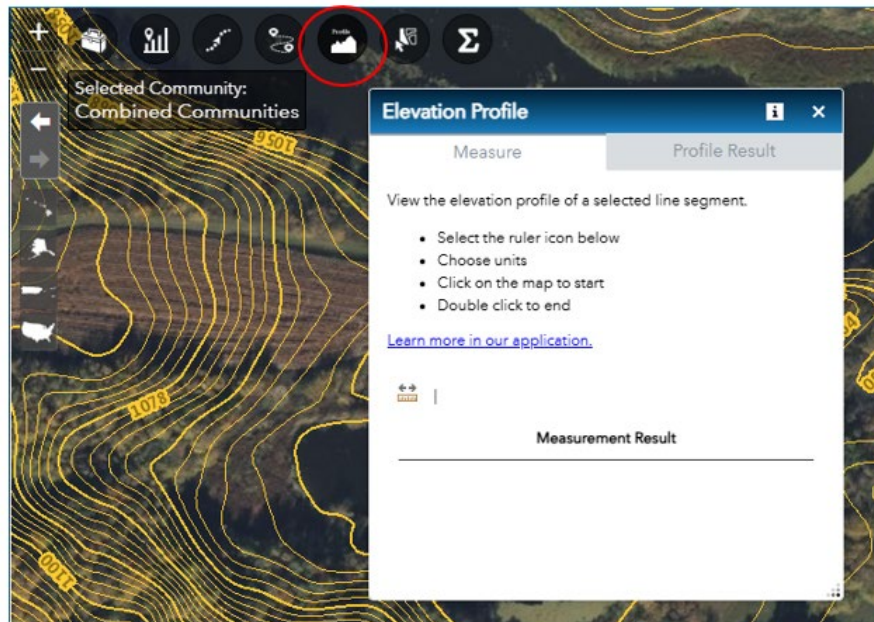 +
Profile
Σ
−
Selected Community:
Combined Communities
1056
Elevation Profile
i
×
Measure
Profile Result
View the elevation profile of a selected line segment.
• Select the ruler icon below
• Choose units
• Click on the map to start
• Double click to end
Learn more in our application.
|
Measurement Result
1078
1100